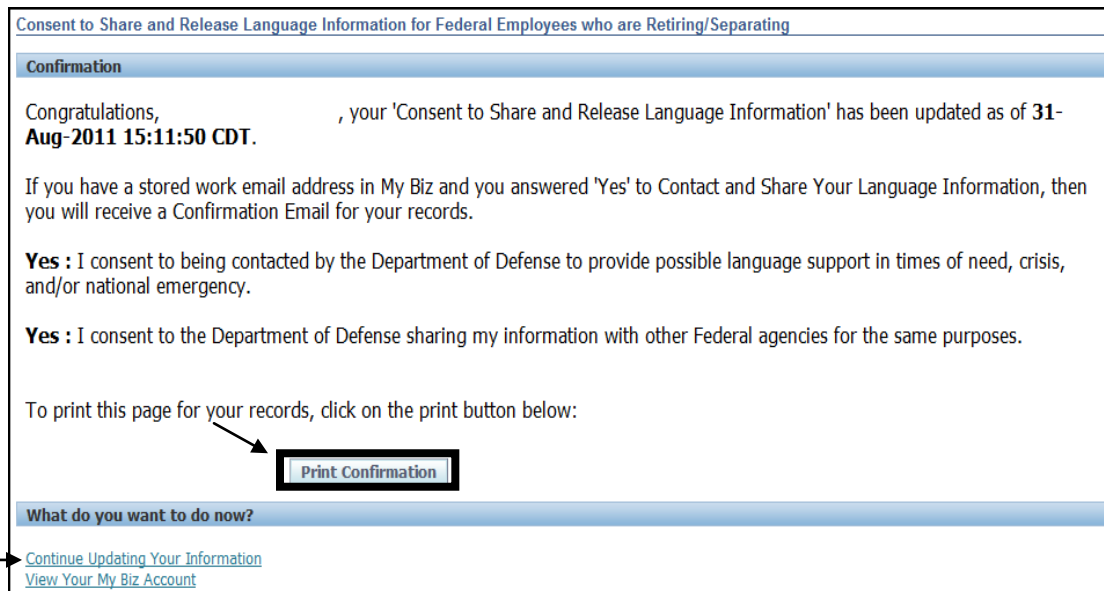 Consent to Share and Release Language Information for Federal Employees who are Retiring/Separating
Confirmation
Congratulations, , your 'Consent to Share and Release Language Information' has been updated as of 31-
Aug-2011 15:11:50 CDT.
If you have a stored work email address in My Biz and you answered 'Yes' to Contact and Share Your Language Information, then
you will receive a Confirmation Email for your records.
Yes : I consent to being contacted by the Department of Defense to provide possible language support in times of need, crisis,
and/or national emergency.
Yes : I consent to the Department of Defense sharing my information with other Federal agencies for the same purposes.
To print this page for your records, click on the print button below:
Print Confirmation
What do you want to do now?
Continue Updating Your Information
View Your My Biz Account